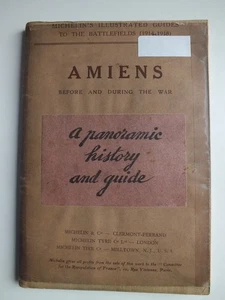 MICHELIN'S ILLUSTRATED GUIDES
TO THE BATTLEFIELDS (1914-1918)
AMIENS
BEFORE AND DURING THE WAR
A panoramic
history
and guide
MICHELIN & Cie - CLERMONT-FERRAND
MICHELIN TYRE Co Ltd - LONDON
MICHELIN TIRE Co - MILLTOWN, N.J., U.S.A.